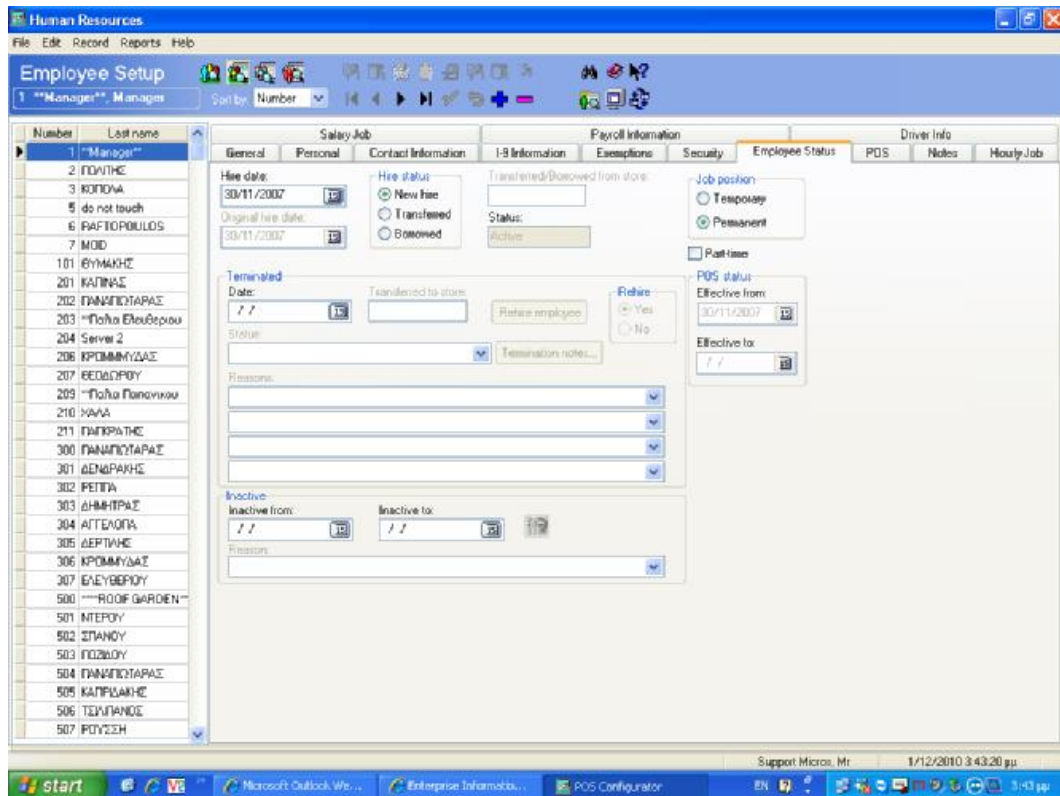 Human Resources
File Edit Record Reports Help
Employee Setup
1 **Manager**, Manager
Sort by: Number
Number Last name
1 **Manager**
2 ΠΟΛΙΤΗΣ
3 ΚΟΠΟΛΑ
5 do not touch
6 RAFTOPOULOS
7 MOD
101 ΘΥΜΑΚΗΣ
201 ΚΑΠΙΝΑΣ
202 ΠΑΝΑΓΙΩΤΑΡΑΣ
203
204 Server 2
206 ΚΡΟΜΜΜΥΔΑΣ
207 ΘΕΟΔΩΡΟΥ
209
210 ΧΑΛΑ
211 ΠΑΓΚΡΑΤΗΣ
300 ΠΑΝΑΓΙΩΤΑΡΑΣ
301 ΔΕΝΔΡΑΚΗΣ
302 ΡΕΠΠΑ
303 ΔΗΜΗΤΡΑΣ
304 ΑΓΓΕΛΟΠΑ
305 ΔΕΡΤΙΛΗΣ
306 ΚΡΟΜΜΥΔΑΣ
307 ΕΛΕΥΘΕΡΙΟΥ
500 ****ROOF GARDEN**
501 ΝΤΕΡΟΥ
502 ΣΠΑΝΟΥ
503
504 ΠΑΝΑΓΙΩΤΑΡΑΣ
505 ΚΑΠΡΙΔΑΚΗΣ
506 ΤΣΙΛΙΠΑΝΟΣ
507 ΡΟΥΣΣΗ
Salary Job Payroll Information Driver Info
General Personal Contact Information I-9 Information Exemptions Security Employee Status POS Notes Hourly Job
Hire date:
30/11/2007
Original hire date:
30/11/2007
Hire status
New hire
Transferred
Borrowed
Transferred/Borrowed from store:
Status:
Active
Job position
Temporary
Permanent
Part-timer
Terminated
Date:
/ /
Transferred to store:
Rehire employee
Rehire
Yes
No
Status:
Termination notes...
Reasons:
POS status
Effective from:
30/11/2007
Effective to:
/ /
Inactive
Inactive from:
/ /
Inactive to:
/ /
Reason:
Support Micros, Mr 1/12/2010 3:43:20 μμ
start Microsoft Outlook We... Enterprise Informatio... POS Configurator EN 3:43 μμ